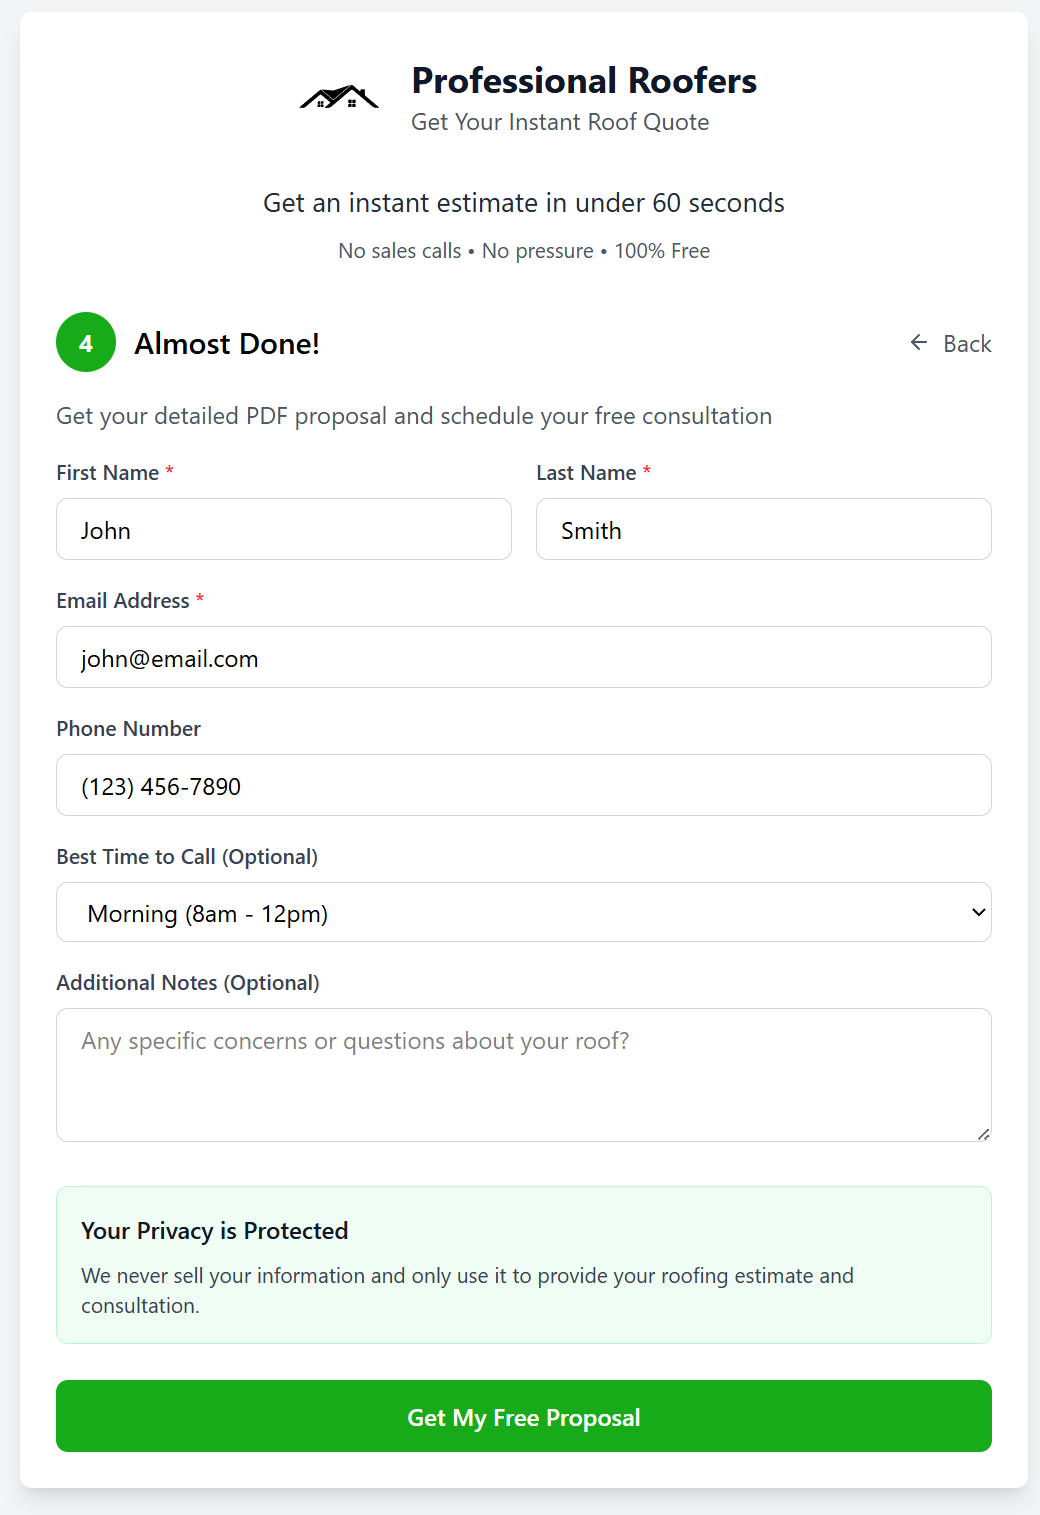 Professional Roofers
Get Your Instant Roof Quote
Get an instant estimate in under 60 seconds
No sales calls • No pressure • 100% Free
4 Almost Done! ← Back
Get your detailed PDF proposal and schedule your free consultation
First Name * Last Name *
John Smith
Email Address *
john@email.com
Phone Number
(123) 456-7890
Best Time to Call (Optional)
Morning (8am - 12pm)
Additional Notes (Optional)
Any specific concerns or questions about your roof?
Your Privacy is Protected
We never sell your information and only use it to provide your roofing estimate and
consultation.
Get My Free Proposal